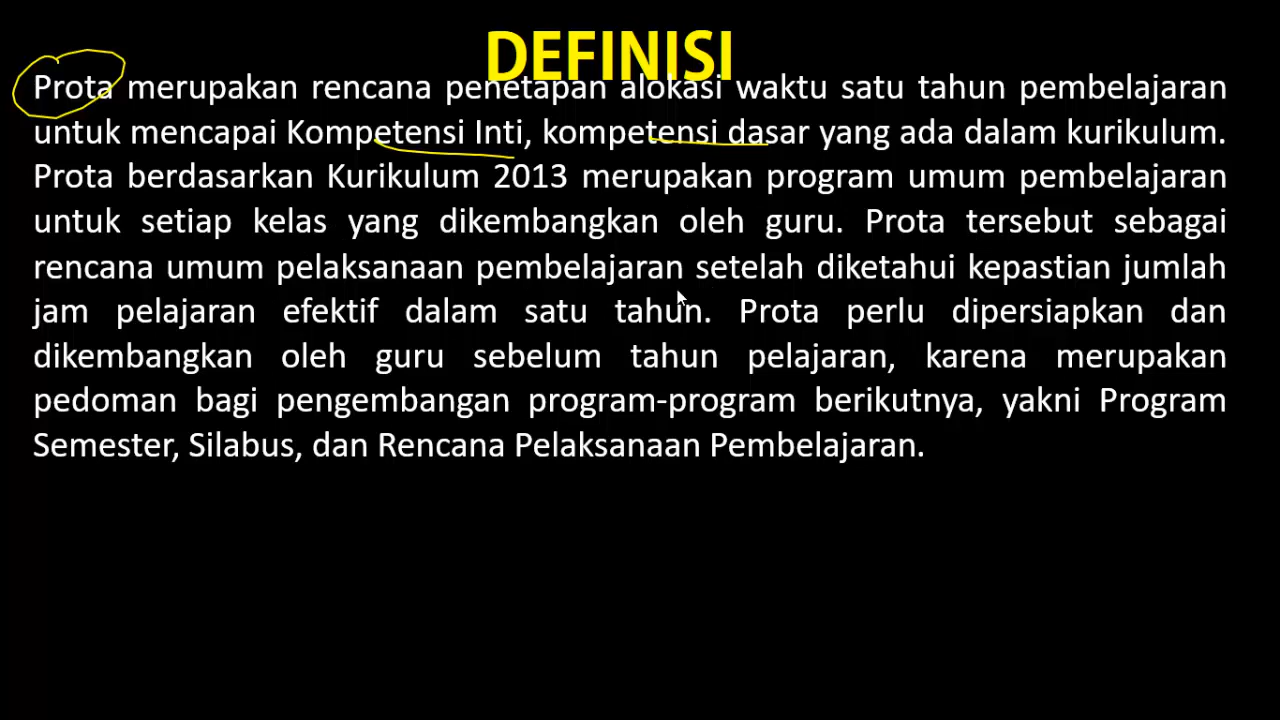 DEFINISI
Prota merupakan rencana penetapan alokasi waktu satu tahun pembelajaran
untuk mencapai Kompetensi Inti, kompetensi dasar yang ada dalam kurikulum.
Prota berdasarkan Kurikulum 2013 merupakan program umum pembelajaran
untuk setiap kelas yang dikembangkan oleh guru. Prota tersebut sebagai
rencana umum pelaksanaan pembelajaran setelah diketahui kepastian jumlah
jam pelajaran efektif dalam satu tahun. Prota perlu dipersiapkan dan
dikembangkan oleh guru sebelum tahun pelajaran, karena merupakan
pedoman bagi pengembangan program-program berikutnya, yakni Program
Semester, Silabus, dan Rencana Pelaksanaan Pembelajaran.